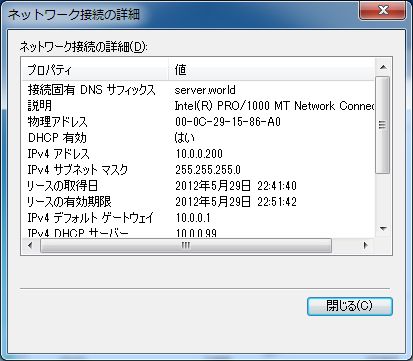 ネットワーク接続の詳細
ネットワーク接続の詳細(D):
プロパティ 値
接続固有 DNS サフィックス server.world
説明 Intel(R) PRO/1000 MT Network Connec
物理アドレス 00-0C-29-15-86-A0
DHCP 有効 はい
IPv4 アドレス 10.0.0.200
IPv4 サブネット マスク 255.255.255.0
リースの取得日 2012年5月29日 22:41:40
リースの有効期限 2012年5月29日 22:51:42
IPv4 デフォルト ゲートウェイ 10.0.0.1
IPv4 DHCP サーバー 10.0.0.99
閉じる(C)